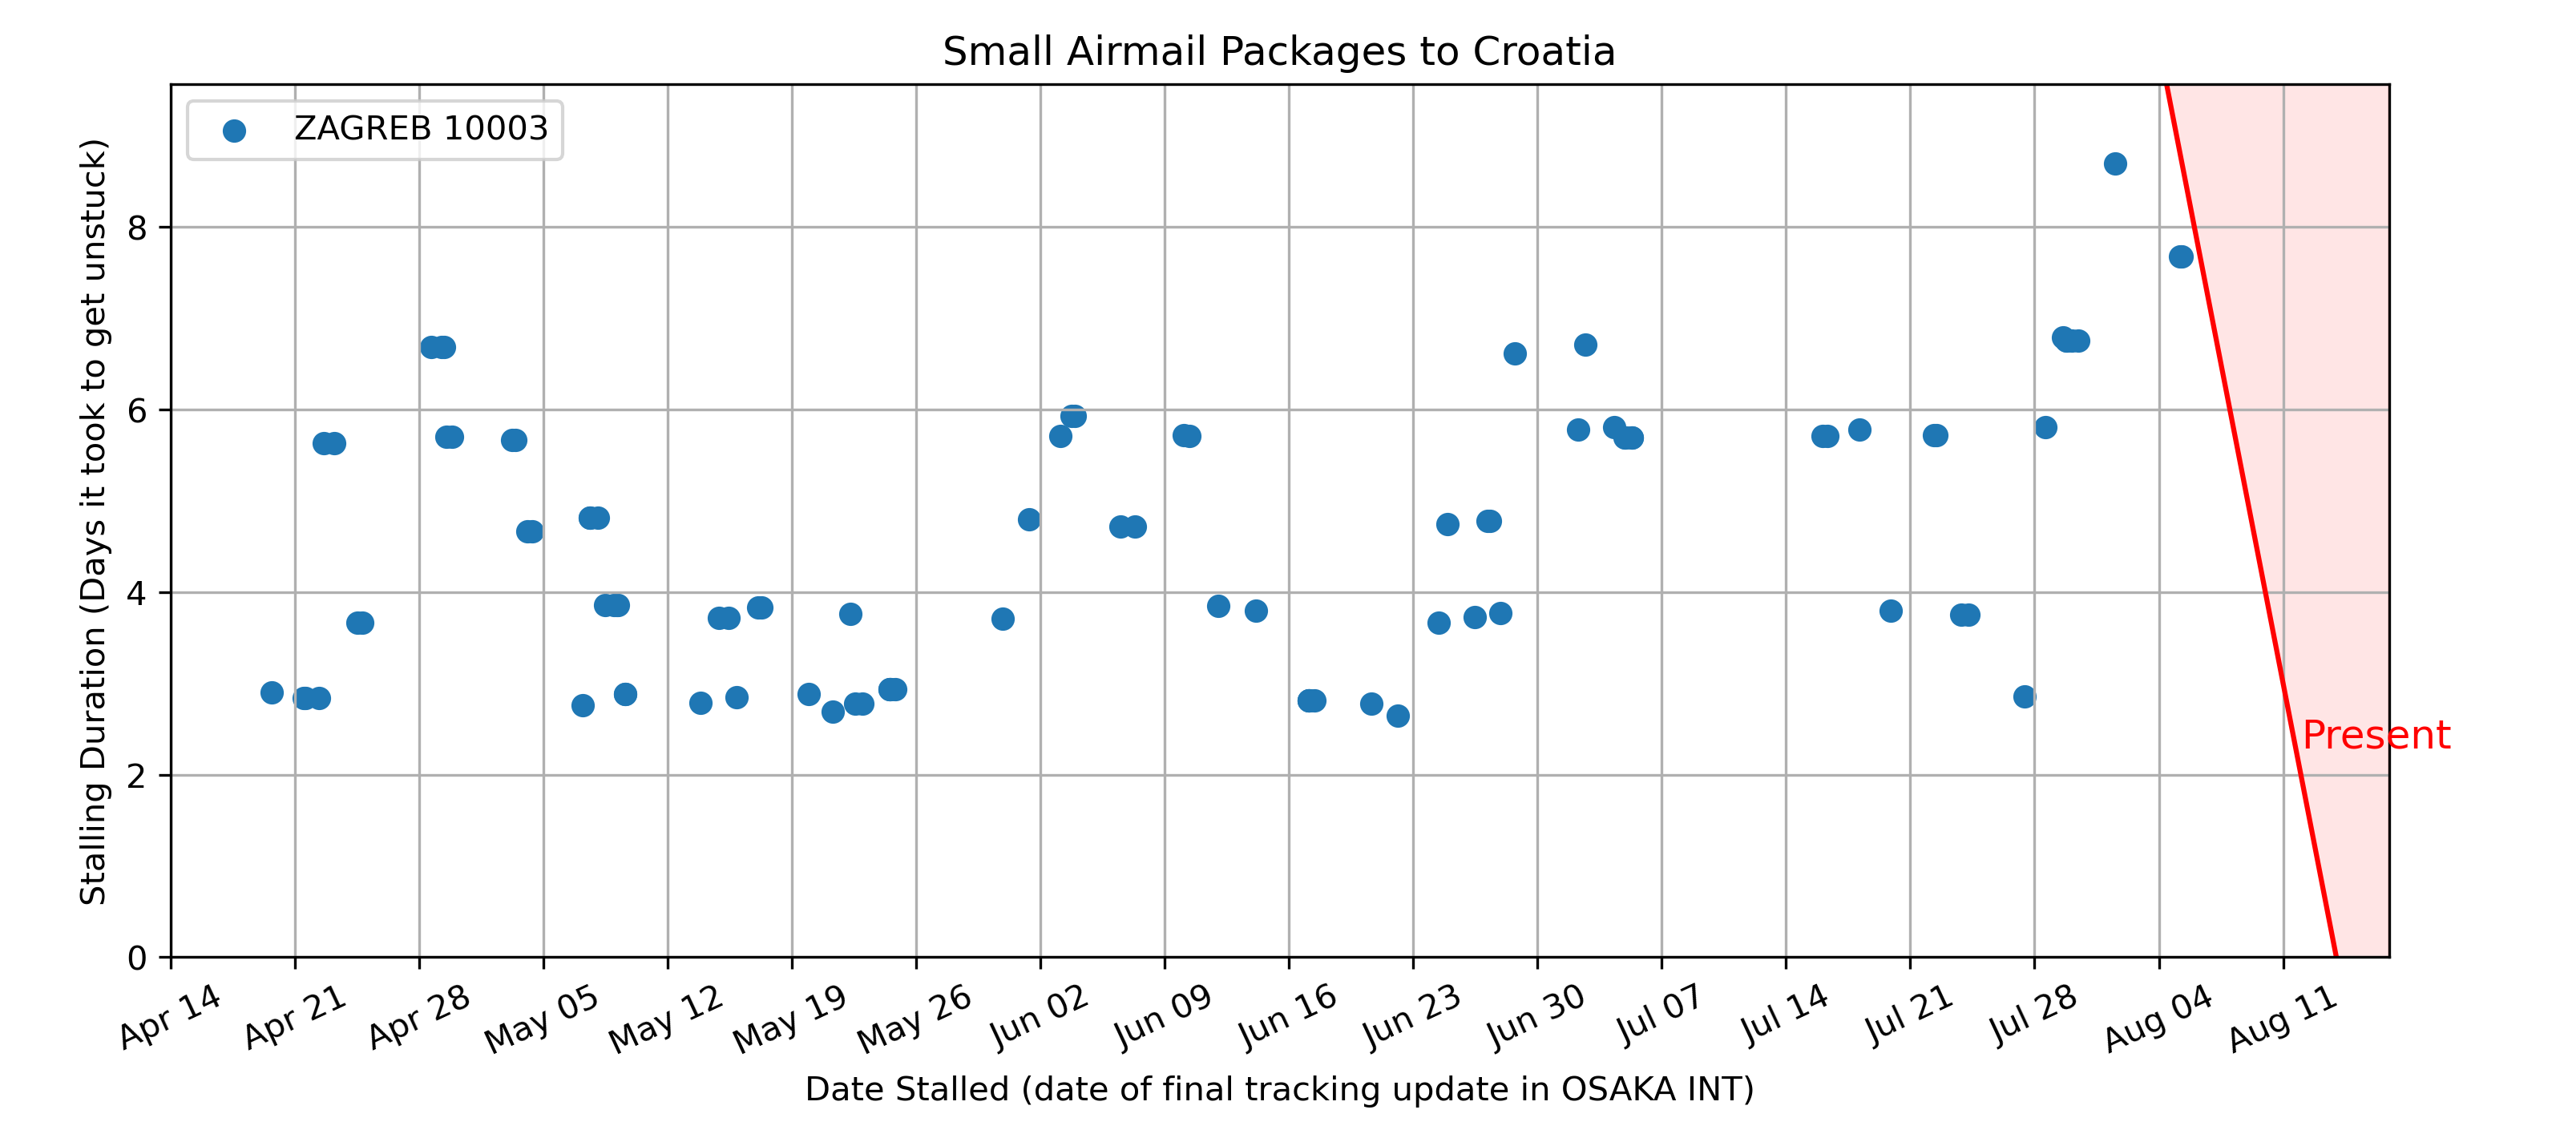 Small Airmail Packages to Croatia
ZAGREB 10003
Stalling Duration (Days it took to get unstuck)
8
6
4
2
0
Apr 14
Apr 21
Apr 28
May 05
May 12
May 19
May 26
Jun 02
Jun 09
Jun 16
Jun 23
Jun 30
Jul 07
Jul 14
Jul 21
Jul 28
Aug 04
Aug 11
Present
Date Stalled (date of final tracking update in OSAKA INT)